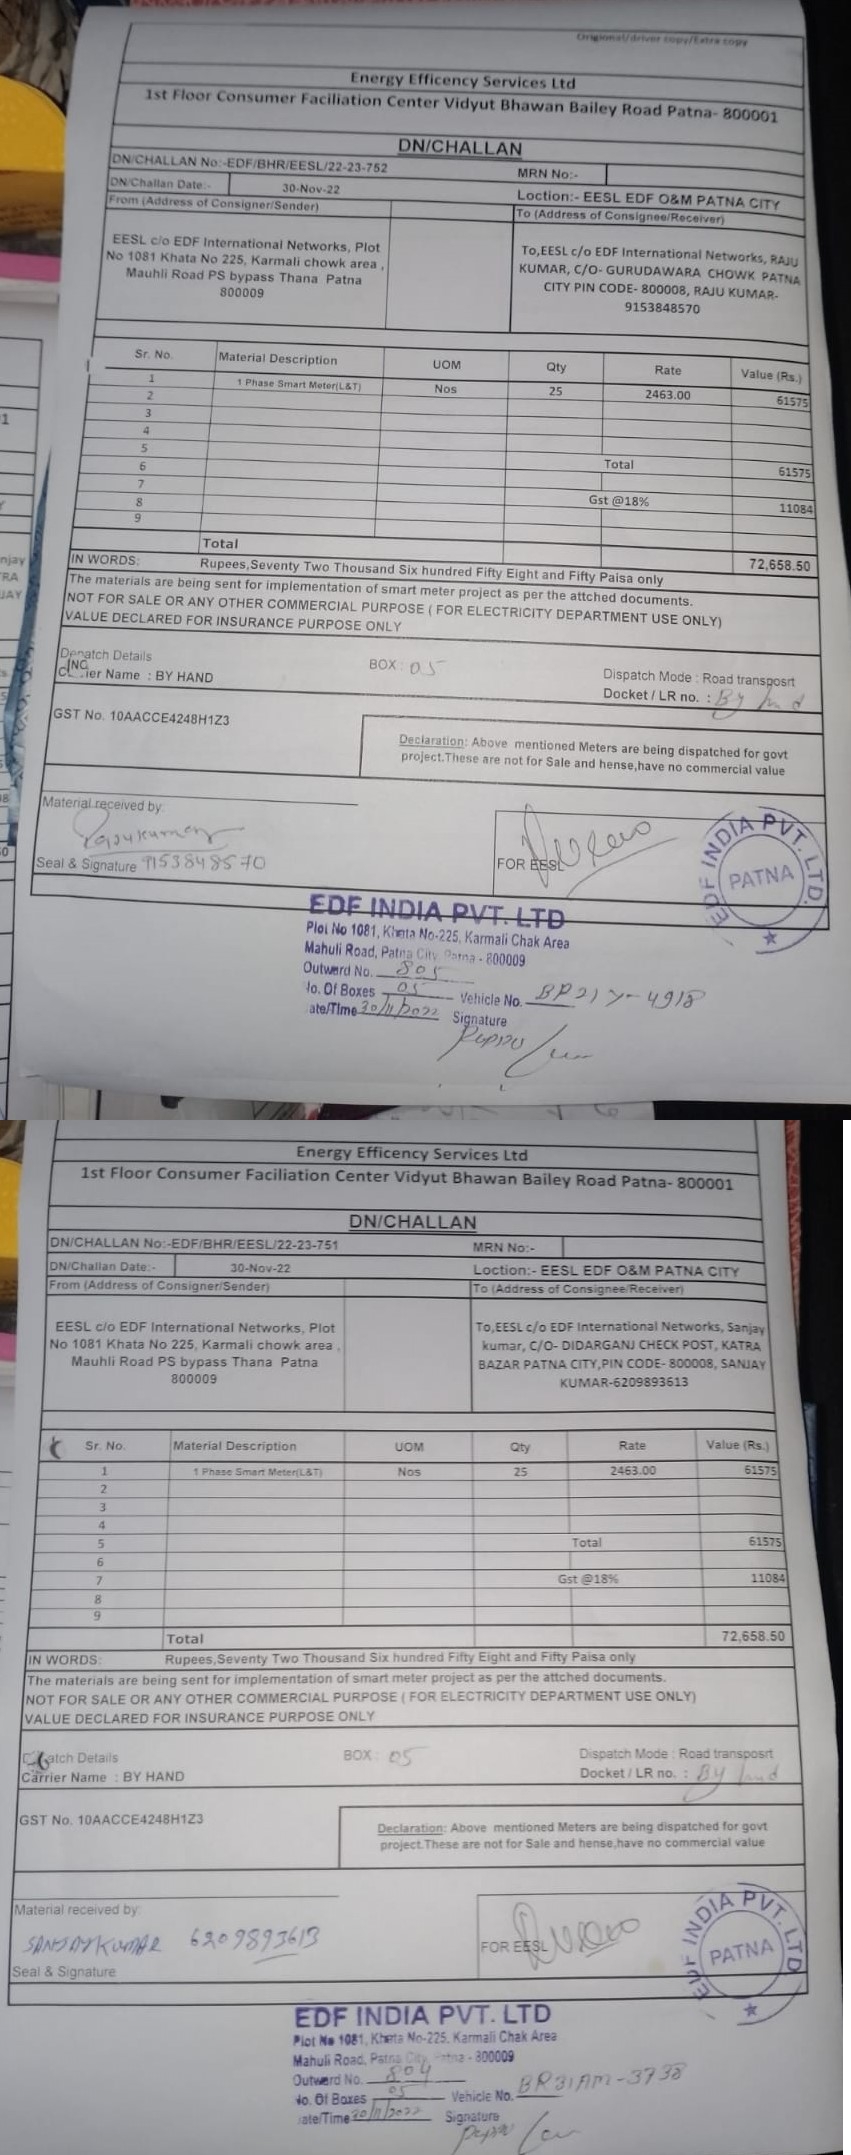 Origional/driver copy/Extra copy
Energy Efficency Services Ltd
1st Floor Consumer Faciliation Center Vidyut Bhawan Bailey Road Patna- 800001
DN/CHALLAN
DN/CHALLAN No:-EDF/BHR/EESL/22-23-752 MRN No:-
DN/Challan Date:- 30-Nov-22 Loction:- EESL EDF O&M PATNA CITY
From (Address of Consigner/Sender) To (Address of Consignee/Receiver)
EESL c/o EDF International Networks, Plot
No 1081 Khata No 225, Karmali chowk area ,
Mauhli Road PS bypass Thana Patna
800009
To,EESL c/o EDF International Networks, RAJU
KUMAR, C/O- GURUDAWARA CHOWK PATNA
CITY PIN CODE- 800008, RAJU KUMAR-
9153848570
Sr. No. Material Description UOM Qty Rate Value (Rs.)
1 1 Phase Smart Meter(L&T) Nos 25 2463.00 61575
2
3
4
5
6 Total 61575
7
8 Gst @18% 11084
9
Total 72,658.50
IN WORDS: Rupees,Seventy Two Thousand Six hundred Fifty Eight and Fifty Paisa only
The materials are being sent for implementation of smart meter project as per the attched documents.
NOT FOR SALE OR ANY OTHER COMMERCIAL PURPOSE ( FOR ELECTRICITY DEPARTMENT USE ONLY)
VALUE DECLARED FOR INSURANCE PURPOSE ONLY
Details BOX: 05 Dispatch Mode : Road transposrt
Name : BY HAND Docket / LR no. : By hnd
GST No. 10AACCE4248H1Z3
Declaration: Above mentioned Meters are being dispatched for govt
project.These are not for Sale and hense,have no commercial value
Material received by:
Rajukumar
Seal & Signature 9153848570 FOR EESL
EDF INDIA PVT. LTD.
PATNA
EDF INDIA PVT. LTD
Plot No 1081, Khata No-225, Karmali Chak Area
Mahuli Road, Patna City Patna - 800009
Outward No. 805
No. Of Boxes 05 Vehicle No. BR21Y-4918
ate/Time 30/11/2022 Signature
Energy Efficency Services Ltd
1st Floor Consumer Faciliation Center Vidyut Bhawan Bailey Road Patna- 800001
DN/CHALLAN
DN/CHALLAN No:-EDF/BHR/EESL/22-23-751 MRN No:-
DN/Challan Date:- 30-Nov-22 Loction:- EESL EDF O&M PATNA CITY
From (Address of Consigner/Sender) To (Address of Consignee/Receiver)
EESL c/o EDF International Networks, Plot
No 1081 Khata No 225, Karmali chowk area ,
Mauhli Road PS bypass Thana Patna
800009
To,EESL c/o EDF International Networks, Sanjay
kumar, C/O- DIDARGANJ CHECK POST, KATRA
BAZAR PATNA CITY,PIN CODE- 800008, SANJAY
KUMAR-6209893613
Sr. No. Material Description UOM Qty Rate Value (Rs.)
1 1 Phase Smart Meter(L&T) Nos 25 2463.00 61575
2
3
4
5 Total 61575
6
7 Gst @18% 11084
8
9
Total 72,658.50
IN WORDS: Rupees,Seventy Two Thousand Six hundred Fifty Eight and Fifty Paisa only
The materials are being sent for implementation of smart meter project as per the attched documents.
NOT FOR SALE OR ANY OTHER COMMERCIAL PURPOSE ( FOR ELECTRICITY DEPARTMENT USE ONLY)
VALUE DECLARED FOR INSURANCE PURPOSE ONLY
Details BOX: 05 Dispatch Mode : Road transposrt
Carrier Name : BY HAND Docket / LR no. : By hnd
GST No. 10AACCE4248H1Z3
Declaration: Above mentioned Meters are being dispatched for govt
project.These are not for Sale and hense,have no commercial value
Material received by:
SANJAY KUMAR 6209893613
Seal & Signature FOR EESL
EDF INDIA PVT. LTD
PATNA
EDF INDIA PVT. LTD
Plot No 1081, Khata No-225, Karmali Chak Area
Mahuli Road, Patna City Patna - 800009
Outward No. 804
No. Of Boxes 05 Vehicle No. BR31AM-3738
ate/Time 30/11/2022 Signature